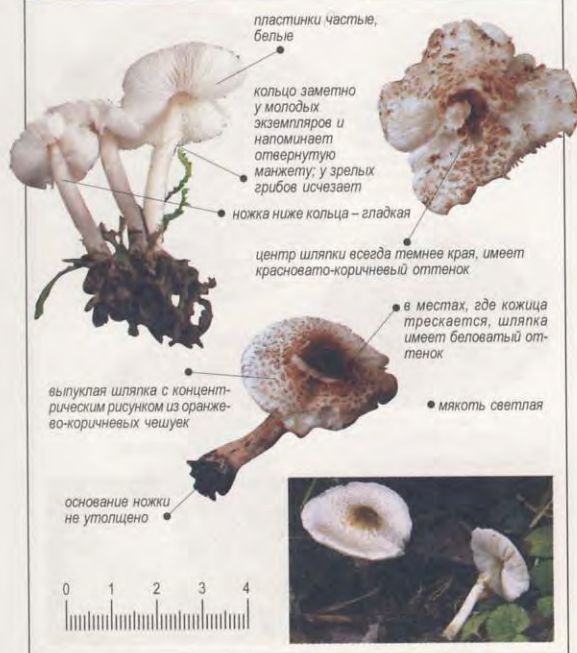 пластинки частые,
белые
кольцо заметно
у молодых
экземпляров и
напоминает
отвернутую
манжету; у зрелых
грибов исчезает
ножка ниже кольца – гладкая
центр шляпки всегда темнее края, имеет
красновато-коричневый оттенок
в местах, где кожица
трескается, шляпка
имеет беловатый от-
тенок
выпуклая шляпка с концент-
рическим рисунком из оранже-
во-коричневых чешуек
мякоть светлая
основание ножки
не утолщено
0 1 2 3 4